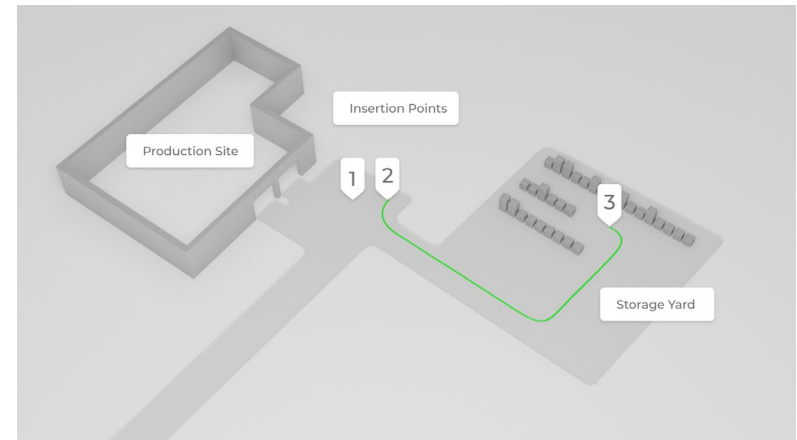 Insertion Points
Production Site
1
2
3
Storage Yard